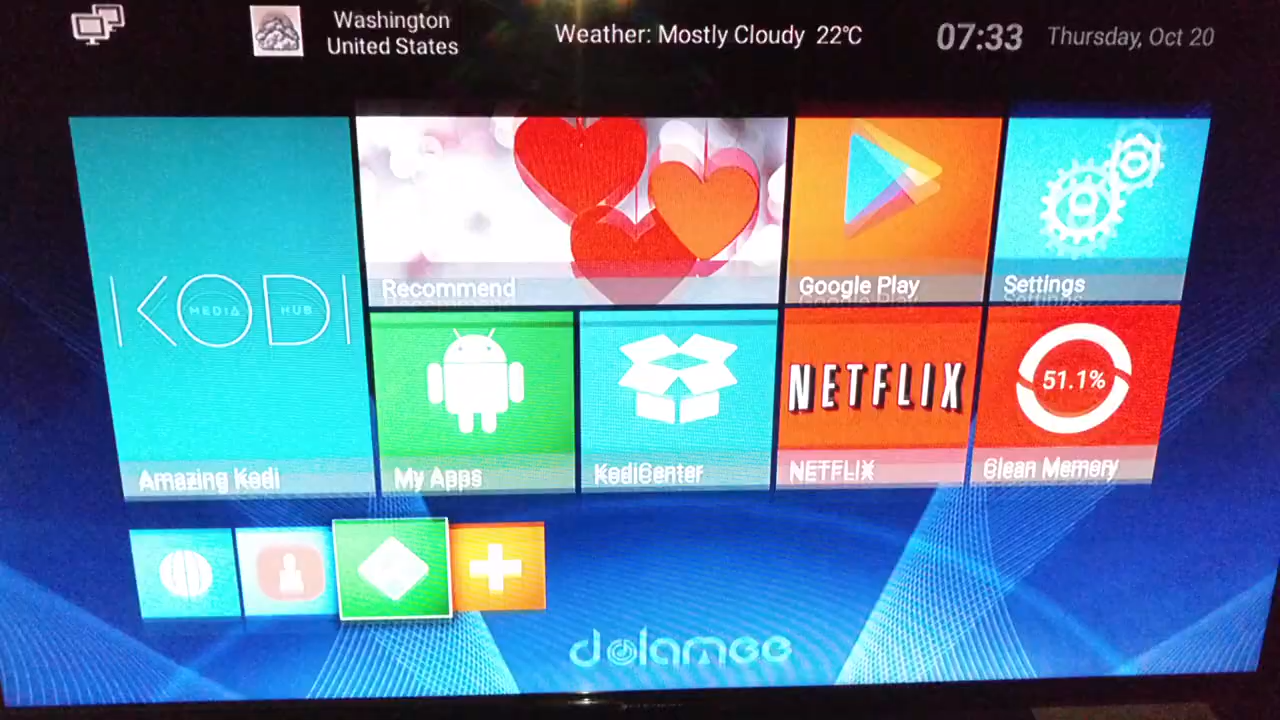 Washington
United States
Weather: Mostly Cloudy 22℃
07:33
Thursday, Oct 20
KODI
MEDIA HUB
Amazing Kodi
Recommend
Google Play
Settings
My Apps
KodiCenter
NETFLIX
NETFLIX
51.1%
Clean Memory
dolamee